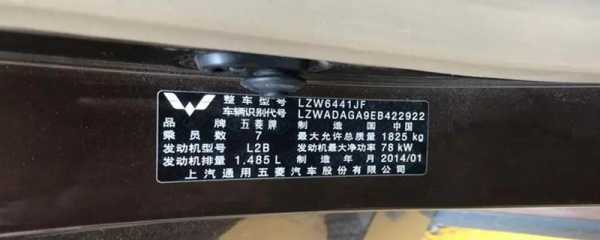 整车型号 LZW6441JF
车辆识别代号 LZWADAGA9EB422922
品牌 五菱牌 制造国 中国
乘员数 7 最大允许总质量 1825 kg
发动机型号 L2B 发动机最大净功率 78 kW
发动机排量 1.485 L 制造年月 2014/01
上汽通用五菱汽车股份有限公司